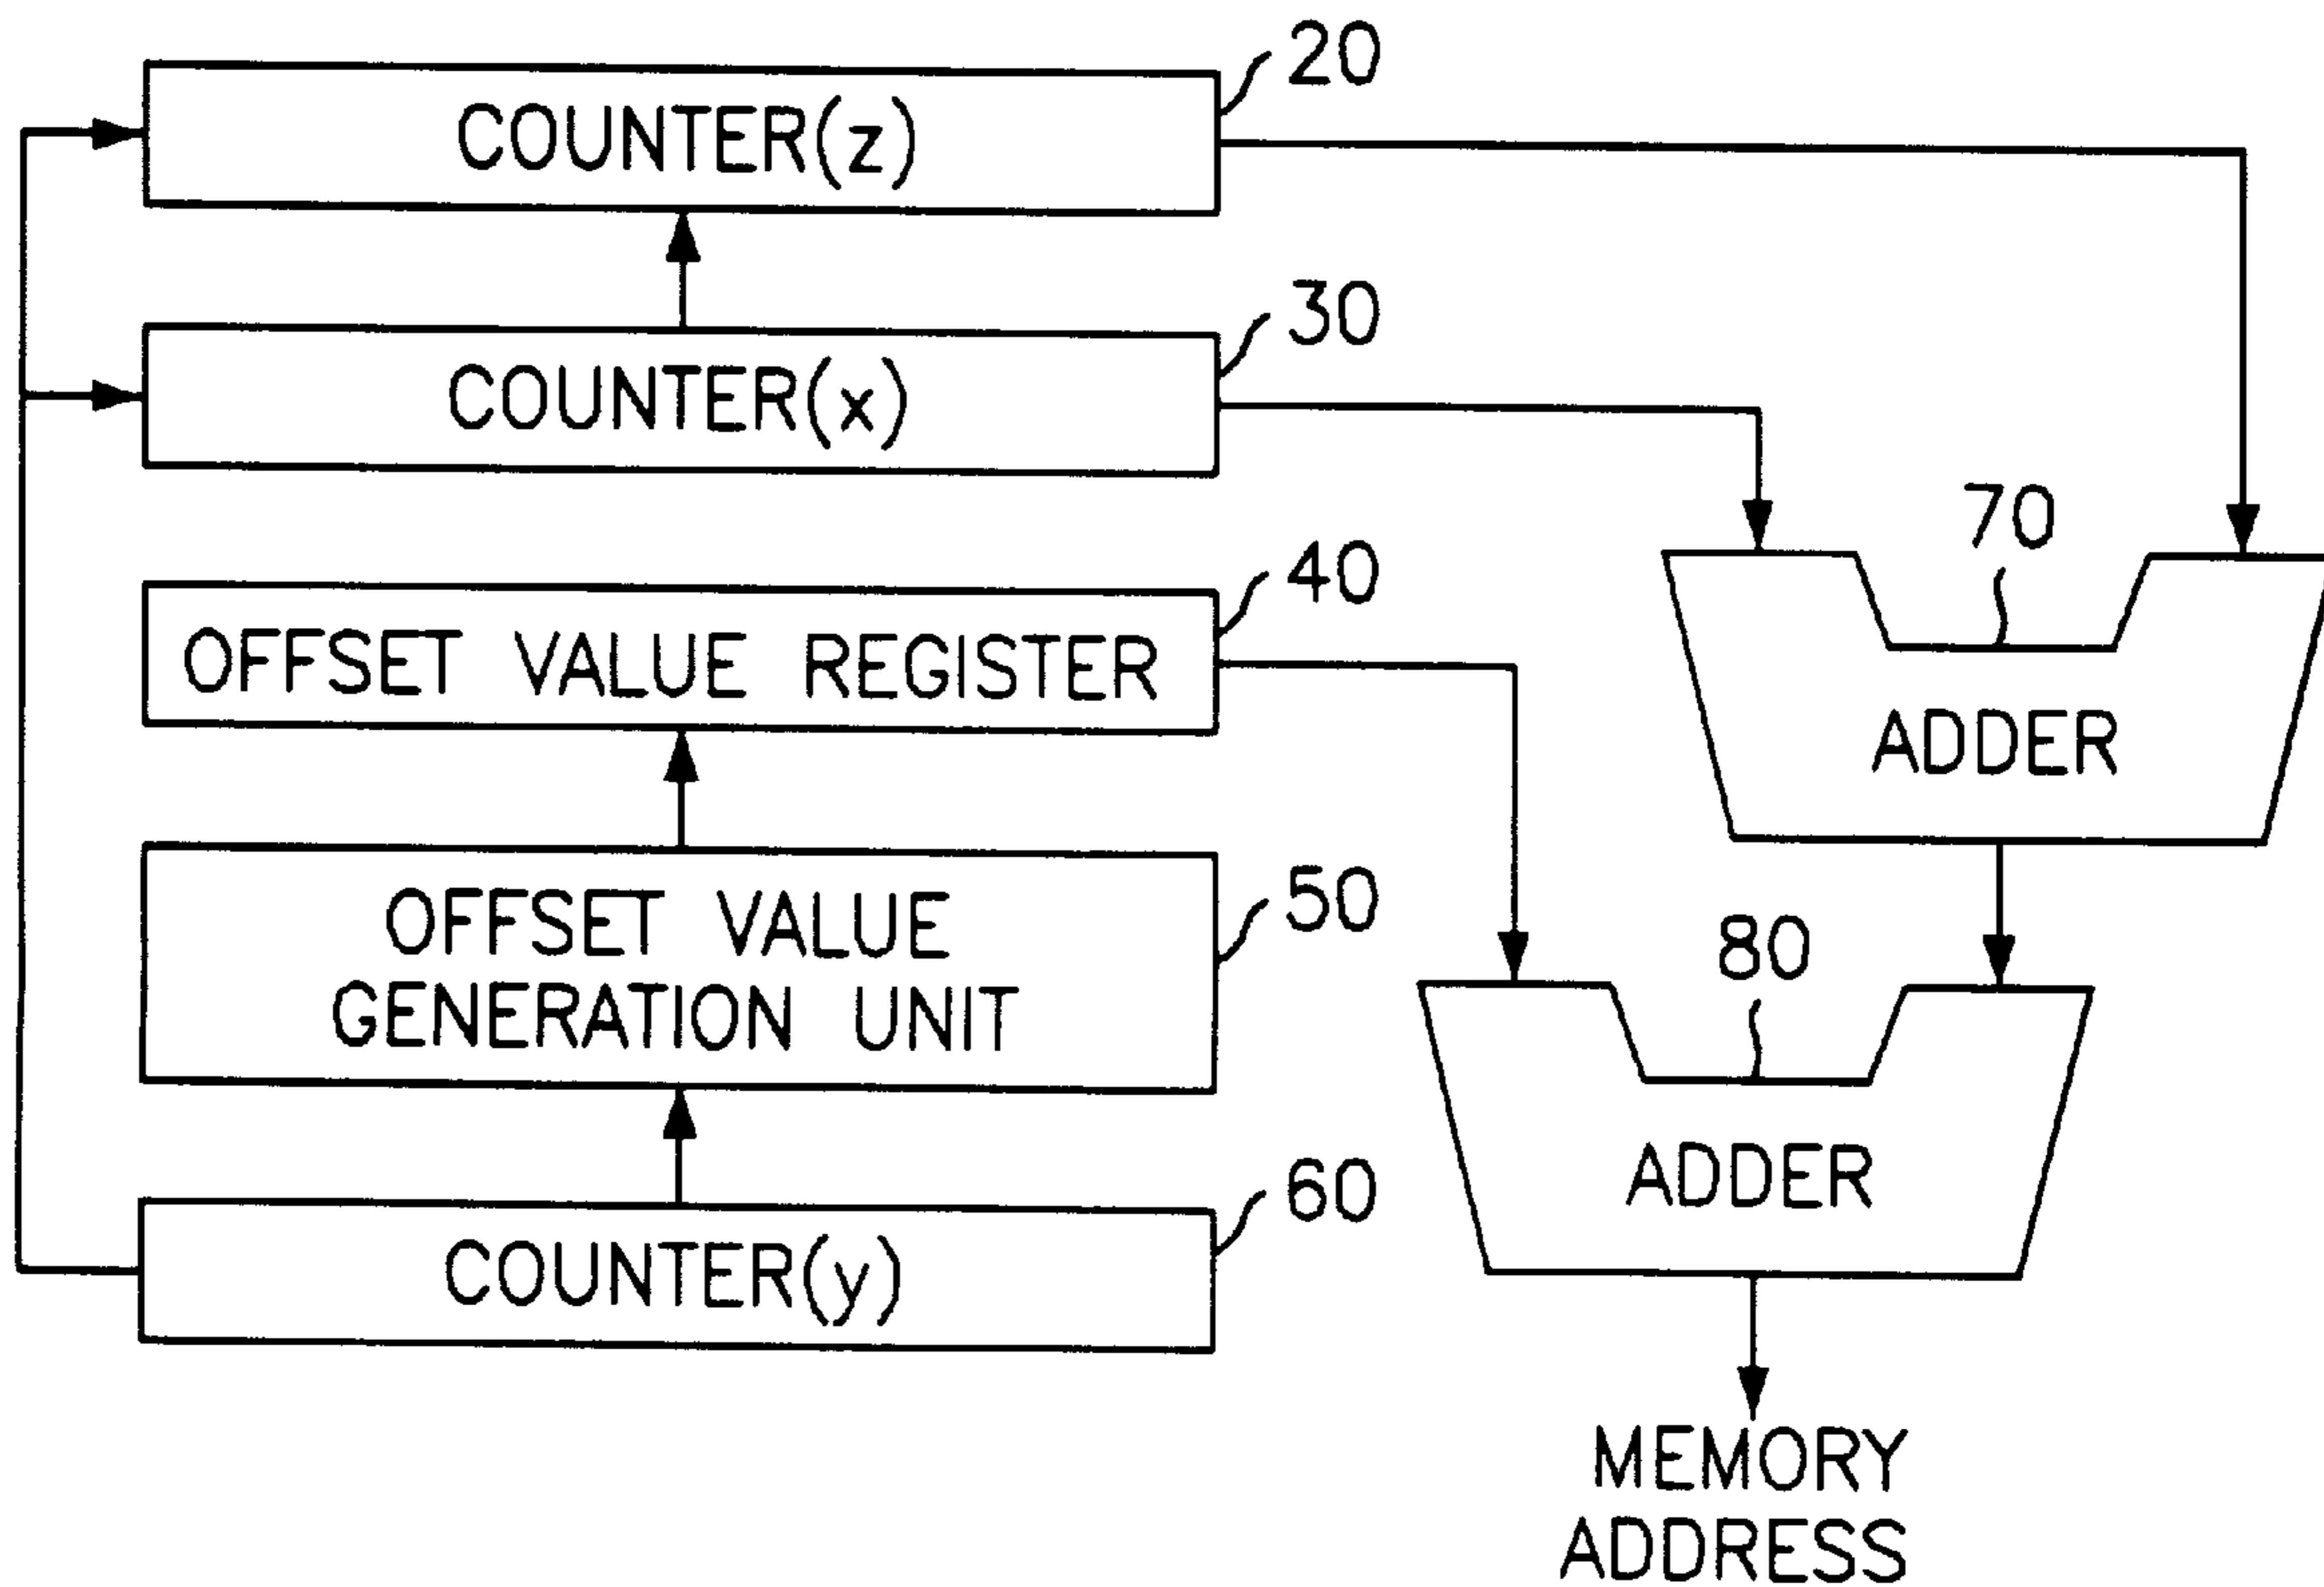 20
COUNTER(z)
30
COUNTER(x)
70
40
OFFSET VALUE REGISTER
ADDER
50
OFFSET VALUE
GENERATION UNIT
80
60
COUNTER(y)
ADDER
MEMORY
ADDRESS